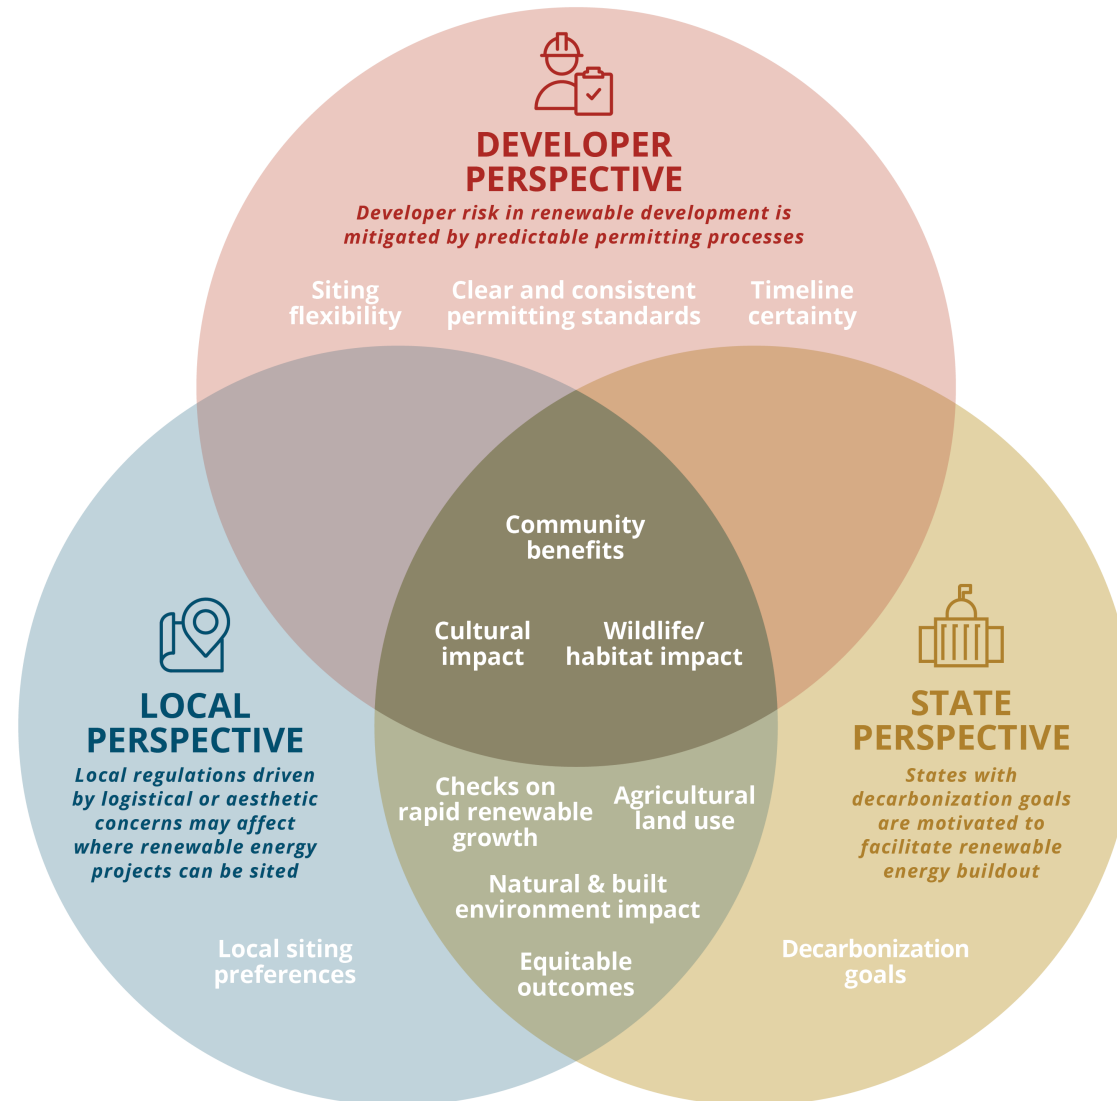 DEVELOPER
PERSPECTIVE
Developer risk in renewable development is
mitigated by predictable permitting processes
Siting
flexibility
Clear and consistent
permitting standards
Timeline
certainty
Community
benefits
Cultural
impact
Wildlife/
habitat impact
LOCAL
PERSPECTIVE
Local regulations driven
by logistical or aesthetic
concerns may affect
where renewable energy
projects can be sited
Local siting
preferences
Checks on
rapid renewable
growth
Agricultural
land use
Natural & built
environment impact
Equitable
outcomes
STATE
PERSPECTIVE
States with
decarbonization goals
are motivated to
facilitate renewable
energy buildout
Decarbonization
goals